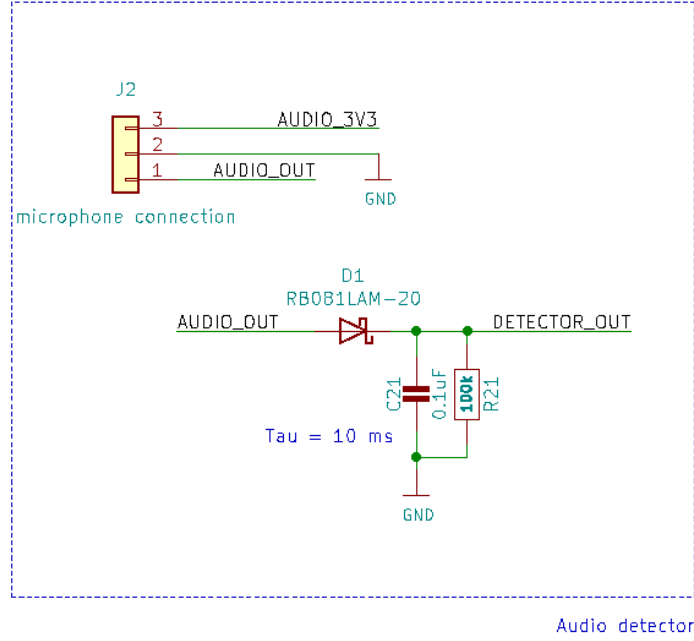 J2
3 AUDIO_3V3
2
1 AUDIO_OUT
GND
microphone connection
D1
RB081LAM-20
AUDIO_OUT
DETECTOR_OUT
C21
0.1uF
100k
R21
Tau = 10 ms
GND
Audio detector